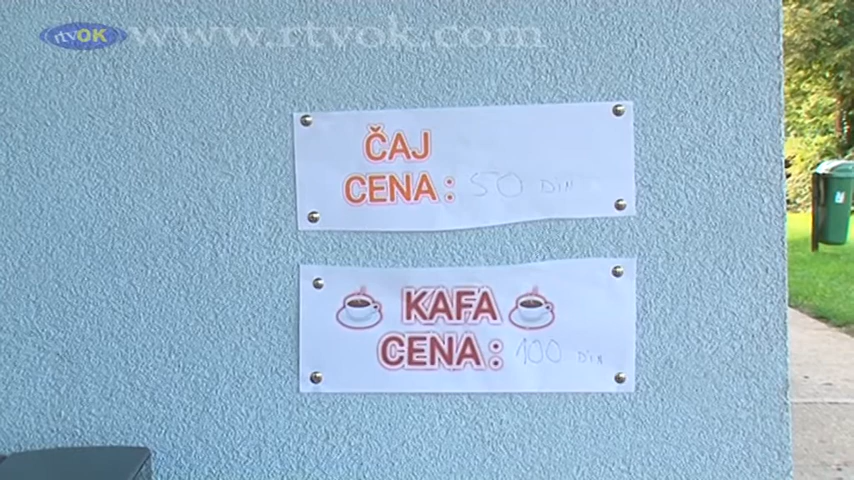 rtvOK www.rtvok.com
ČAJ
CENA: 50 DIN
KAFA
CENA: 100 DIN